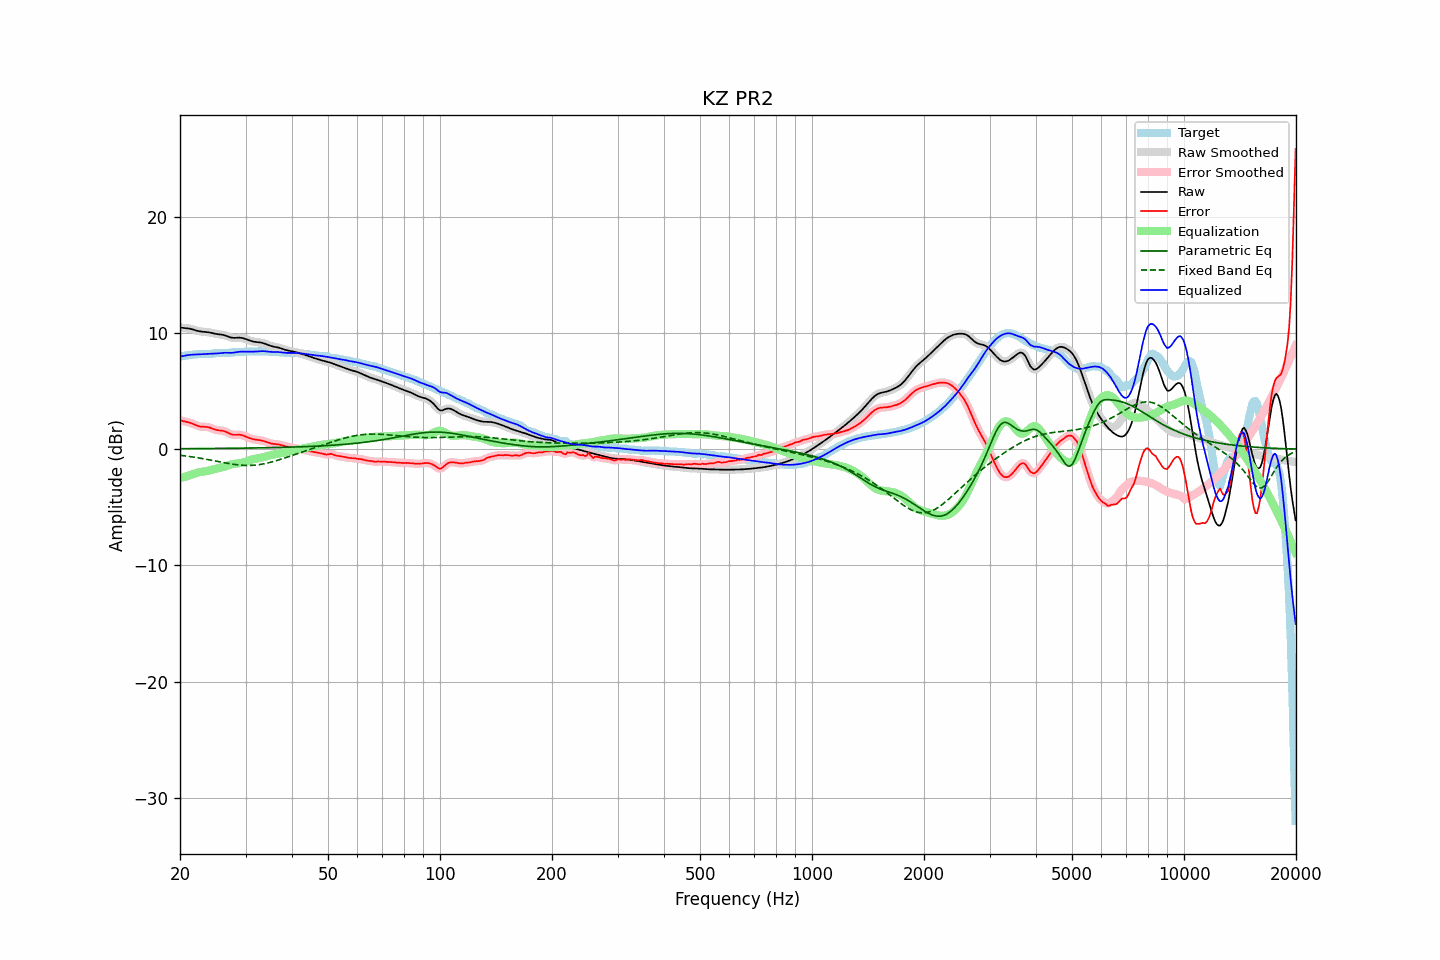 KZ PR2
Target
Raw Smoothed
Error Smoothed
Raw
Error
Equalization
Parametric Eq
Fixed Band Eq
Equalized
20
10
0
−10
−20
−30
Amplitude (dBr)
20
50
100
200
500
1000
2000
5000
10000
20000
Frequency (Hz)